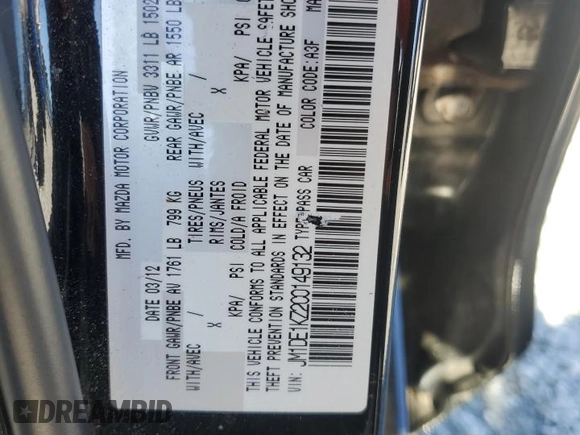 MFD. BY MAZDA MOTOR CORPORATION
DATE 03/12 GVWR/PNBV 3311 LB 1502
FRONT GAWR/PNBE AV 1761 LB 799 KG REAR GAWR/PNBE AR 1550 LB
WITH/AVEC TIRES/PNEUS WITH/AVEC
X RIMS/JANTES X
KPA/ PSI COLD/A FROID KPA/ PSI
THIS VEHICLE CONFORMS TO ALL APPLICABLE FEDERAL MOTOR VEHICLE SAFET
THEFT PREVENTION STANDARDS IN EFFECT ON THE DATE OF MANUFACTURE SHO
VIN: JM1DE1KZ2C0149132 TYPE:PASS CAR COLOR CODE:A3F MA
DREAMBID